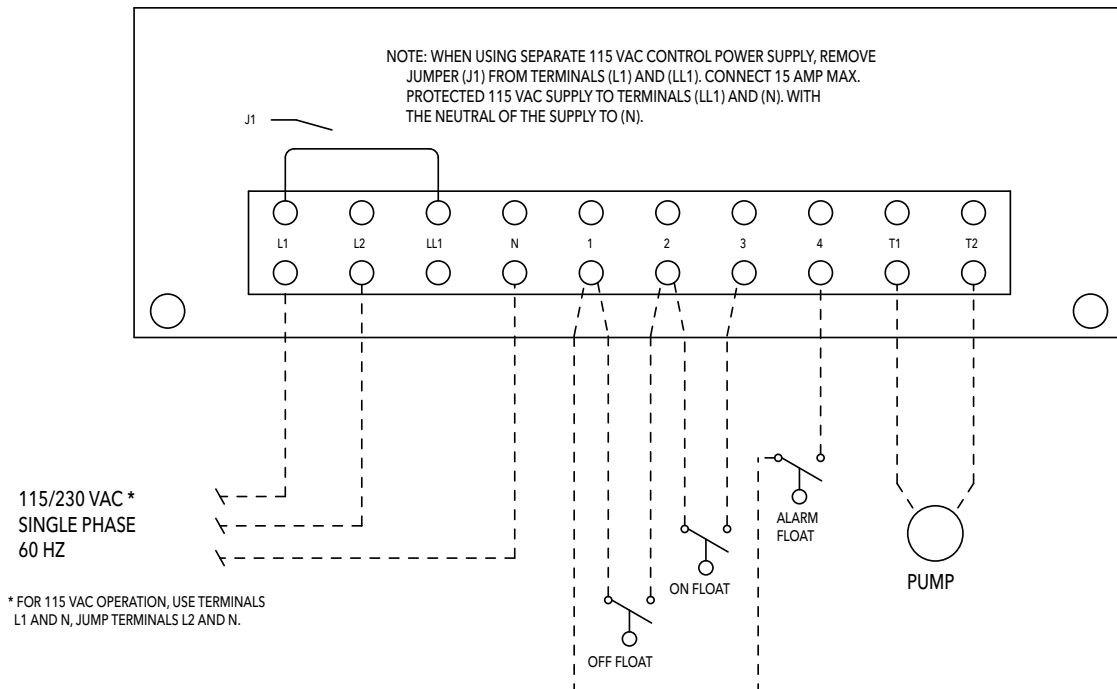 NOTE: WHEN USING SEPARATE 115 VAC CONTROL POWER SUPPLY, REMOVE
JUMPER (J1) FROM TERMINALS (L1) AND (LL1). CONNECT 15 AMP MAX.
PROTECTED 115 VAC SUPPLY TO TERMINALS (LL1) AND (N). WITH
THE NEUTRAL OF THE SUPPLY TO (N).
J1
L1 L2 LL1 N 1 2 3 4 T1 T2
115/230 VAC *
SINGLE PHASE
60 HZ
* FOR 115 VAC OPERATION, USE TERMINALS
L1 AND N, JUMP TERMINALS L2 AND N.
OFF FLOAT
ON FLOAT
ALARM
FLOAT
PUMP